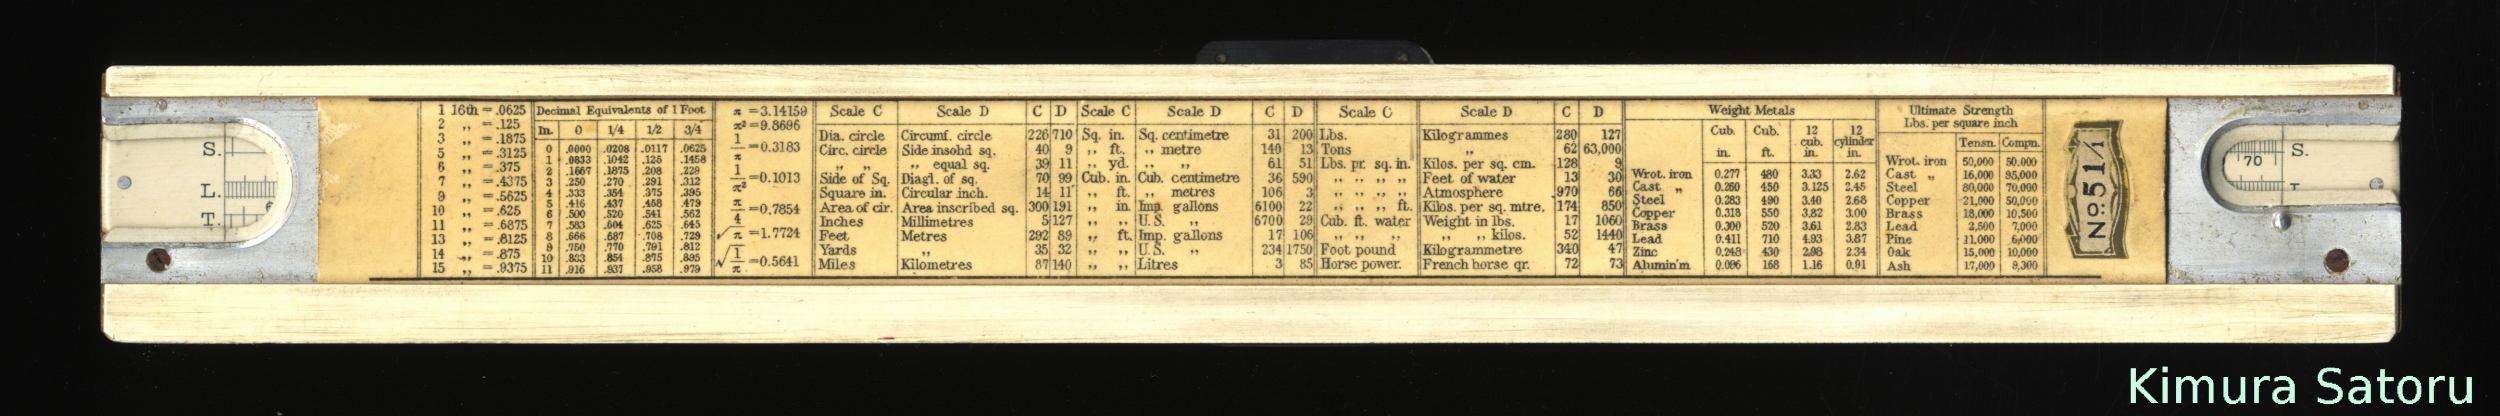 S.
L.
T.
1 16th = .0625
2 ,, = .125
3 ,, = .1875
5 ,, = .3125
6 ,, = .375
7 ,, = .4375
9 ,, = .5625
10 ,, = .625
11 ,, = .6875
13 ,, = .8125
14 ,, = .875
15 ,, = .9375
Decimal Equivalents of 1 Foot
In. 0 1/4 1/2 3/4
0 .0000 .0208 .0117 .0625
1 .0833 .1042 .125 .1458
2 .1667 .1875 .208 .229
3 .250 .270 .291 .312
4 .333 .354 .375 .395
5 .416 .437 .458 .479
6 .500 .520 .541 .562
7 .583 .604 .625 .645
8 .666 .687 .708 .729
9 .750 .770 .791 .812
10 .833 .854 .875 .895
11 .916 .937 .958 .979
π = 3.14159
π² = 9.8696
1/π = 0.3183
1/π² = 0.1013
π/4 = 0.7854
√π = 1.7724
√1/π = 0.5641
Scale C Scale D C D
Dia. circle Circumf. circle 226 710
Circ. circle Side insohd sq. 40 9
,, ,, ,, equal sq. 39 11
Side of Sq. Diagl. of sq. 70 99
Square in. Circular inch. 14 11
Area of cir. Area inscribed sq. 300 191
Inches Millimetres 5 127
Feet Metres 292 89
Yards ,, 35 32
Miles Kilometres 87 140
Scale C Scale D C D
Sq. in. Sq. centimetre 31 200
,, ft. ,, metre 140 13
,, yd. ,, ,, 61 51
Cub. in. Cub. centimetre 36 590
,, ft. ,, metres 106 3
,, in. Imp. gallons 6100 22
,, ,, U.S. ,, 6700 29
,, ft. Imp. gallons 17 106
,, ,, U.S. ,, 234 1750
,, ,, Litres 3 85
Scale C Scale D C D
Lbs. Kilogrammes 280 127
Tons ,, 62 63,000
Lbs. pr. sq. in. Kilos. per sq. cm. 128 9
,, ,, ,, ,, Feet of water 13 30
,, ,, ,, ,, Atmosphere 970 66
,, ,, ,, ft. Kilos. per sq. mtre. 174 850
Cub. ft. water Weight in lbs. 17 1060
,, ,, ,, ,, ,, kilos. 52 1440
Foot pound Kilogrammetre 340 47
Horse power. French horse qr. 72 73
Weight Metals
Cub. in. Cub. ft. 12 cub. in. 12 cylinder in.
Wrot. iron 0.277 480 3.33 2.62
Cast ,, 0.260 450 3.125 2.45
Steel 0.283 490 3.40 2.68
Copper 0.318 550 3.82 3.00
Brass 0.300 520 3.61 2.83
Lead 0.411 710 4.93 3.87
Zinc 0.248 430 2.98 2.34
Alumin'm 0.096 168 1.16 0.91
Ultimate Strength
Lbs. per square inch
Tensn. Compn.
Wrot. iron 50,000 50,000
Cast ,, 16,000 95,000
Steel 80,000 70,000
Copper 21,000 50,000
Brass 18,000 10,500
Lead 2,500 7,000
Pine 11,000 6,000
Oak 15,000 10,000
Ash 17,000 9,300
No. 51/1
70
S.
Kimura Satoru